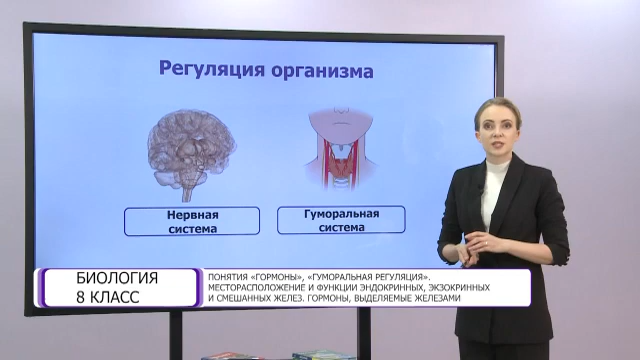 Регуляция организма
Нервная
система
Гуморальная
система
БИОЛОГИЯ
8 КЛАСС
ПОНЯТИЯ «ГОРМОНЫ», «ГУМОРАЛЬНАЯ РЕГУЛЯЦИЯ».
МЕСТОРАСПОЛОЖЕНИЕ И ФУНКЦИИ ЭНДОКРИННЫХ, ЭКЗОКРИННЫХ
И СМЕШАННЫХ ЖЕЛЕЗ. ГОРМОНЫ, ВЫДЕЛЯЕМЫЕ ЖЕЛЕЗАМИ